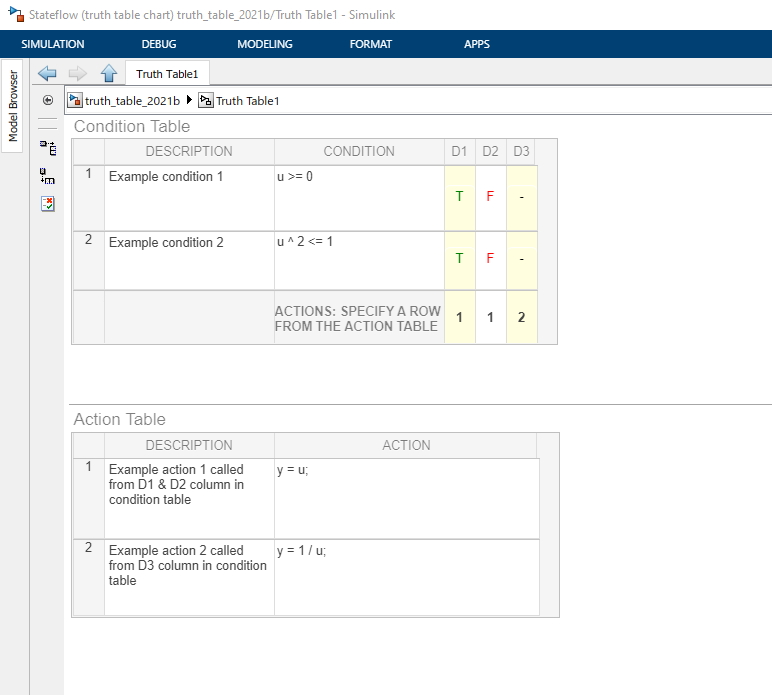 Stateflow (truth table chart) truth_table_2021b/Truth Table1 - Simulink
SIMULATION DEBUG MODELING FORMAT APPS
Model Browser
Truth Table1
truth_table_2021b Truth Table1
Condition Table
DESCRIPTION CONDITION D1 D2 D3
1 Example condition 1 u >= 0 T F -
2 Example condition 2 u ^ 2 <= 1 T F -
ACTIONS: SPECIFY A ROW
FROM THE ACTION TABLE 1 1 2
Action Table
DESCRIPTION ACTION
1 Example action 1 called y = u;
from D1 & D2 column in
condition table
2 Example action 2 called y = 1 / u;
from D3 column in condition
table